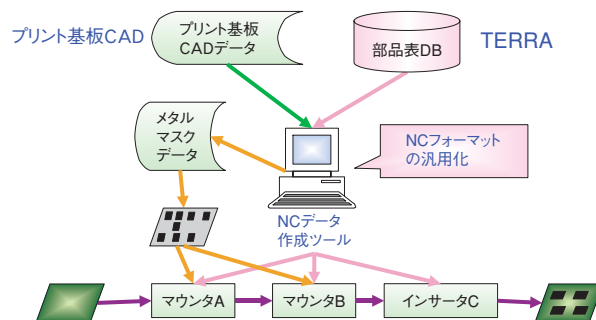 プリント基板CAD
プリント基板
CADデータ
部品表DB
TERRA
メタル
マスク
データ
NCフォーマット
の汎用化
NCデータ
作成ツール
マウンタA
マウンタB
インサータC